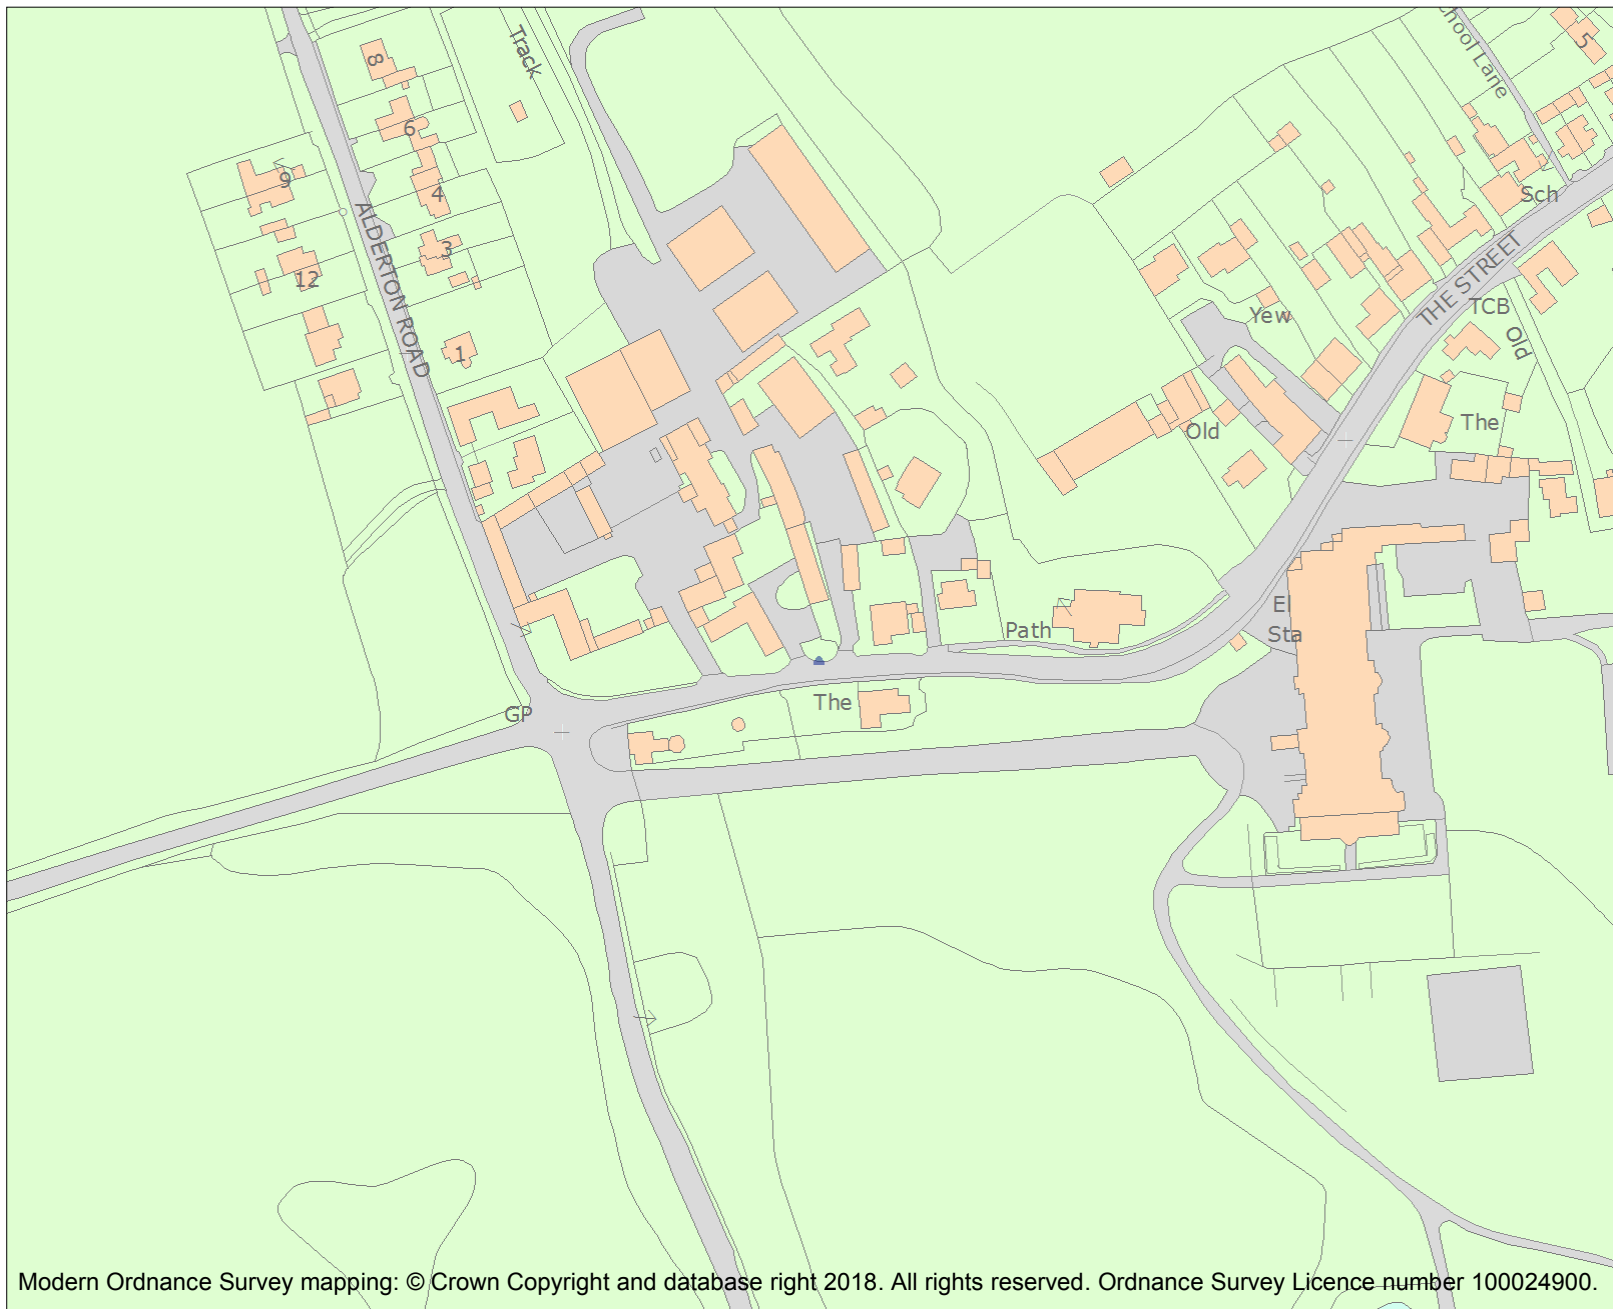 chool Lane
Track
5
8
6
9
4
Sch
ALDERTON ROAD
3
THE STREET
12
TCB
Yew
Old
1
The
Old
El
Sta
Path
The
GP
Modern Ordnance Survey mapping: © Crown Copyright and database right 2018. All rights reserved. Ordnance Survey Licence number 100024900.